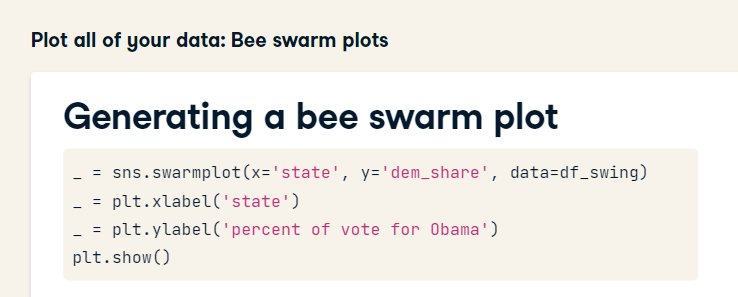 Plot all of your data: Bee swarm plots
Generating a bee swarm plot
_ = sns.swarmplot(x='state', y='dem_share', data=df_swing)
_ = plt.xlabel('state')
_ = plt.ylabel('percent of vote for Obama')
plt.show()